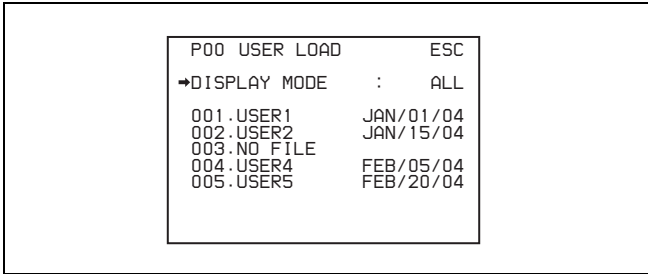 P00 USER LOAD ESC
➡DISPLAY MODE : ALL
001.USER1 JAN/01/04
002.USER2 JAN/15/04
003.NO FILE
004.USER4 FEB/05/04
005.USER5 FEB/20/04